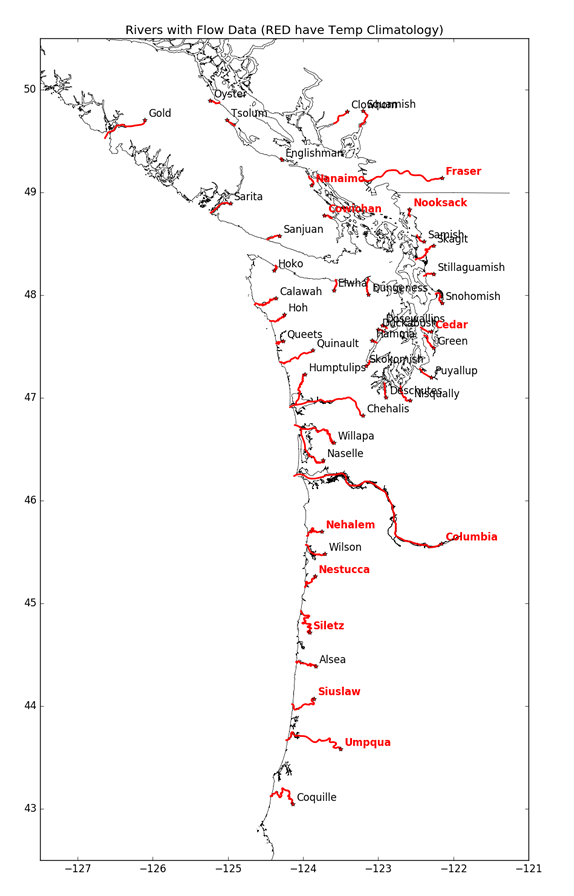 Rivers with Flow Data (RED have Temp Climatology)
50
Oyster
Tsolum
Clowhom
Squamish
Gold
Englishman
Fraser
Nanaimo
49
Sarita
Nooksack
Cowichan
Sanjuan
Samish
Skagit
Hoko
Stillaguamish
Elwha
Dungeness
48
Calawah
Snohomish
Hoh
Dosewallips
Duckabush
Cedar
Queets
Hamma
Green
Quinault
Skokomish
Humptulips
Puyallup
47
Deschutes
Nisqually
Chehalis
Willapa
Naselle
46
Nehalem
Columbia
Wilson
Nestucca
45
Siletz
Alsea
44
Siuslaw
Umpqua
43
Coquille
−127
−126
−125
−124
−123
−122
−121